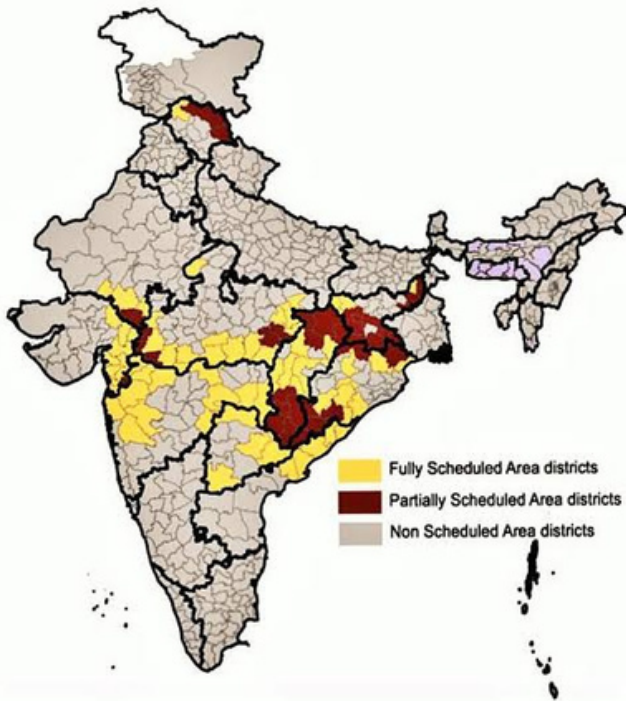 Fully Scheduled Area districts
Partially Scheduled Area districts
Non Scheduled Area districts